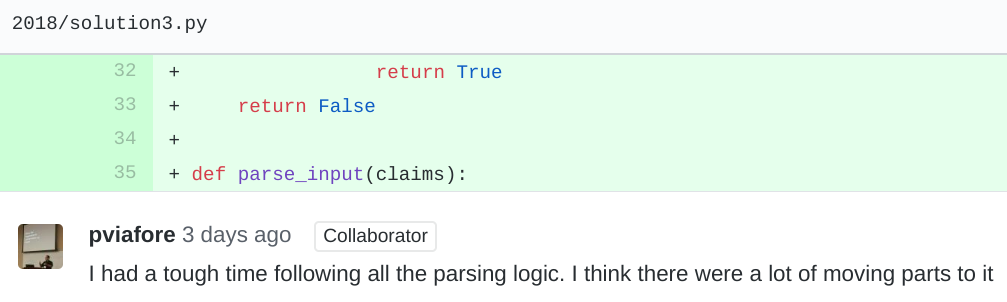 2018/solution3.py
32 + return True
33 + return False
34 +
35 + def parse_input(claims):
pviafore 3 days ago Collaborator
I had a tough time following all the parsing logic. I think there were a lot of moving parts to it